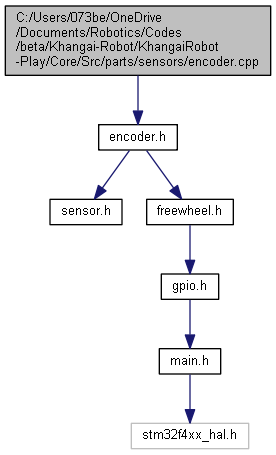 C:/Users/073be/OneDrive
/Documents/Robotics/Codes
/beta/Khangai-Robot/KhangaiRobot
-Play/Core/Src/parts/sensors/encoder.cpp
encoder.h
sensor.h
freewheel.h
gpio.h
main.h
stm32f4xx_hal.h